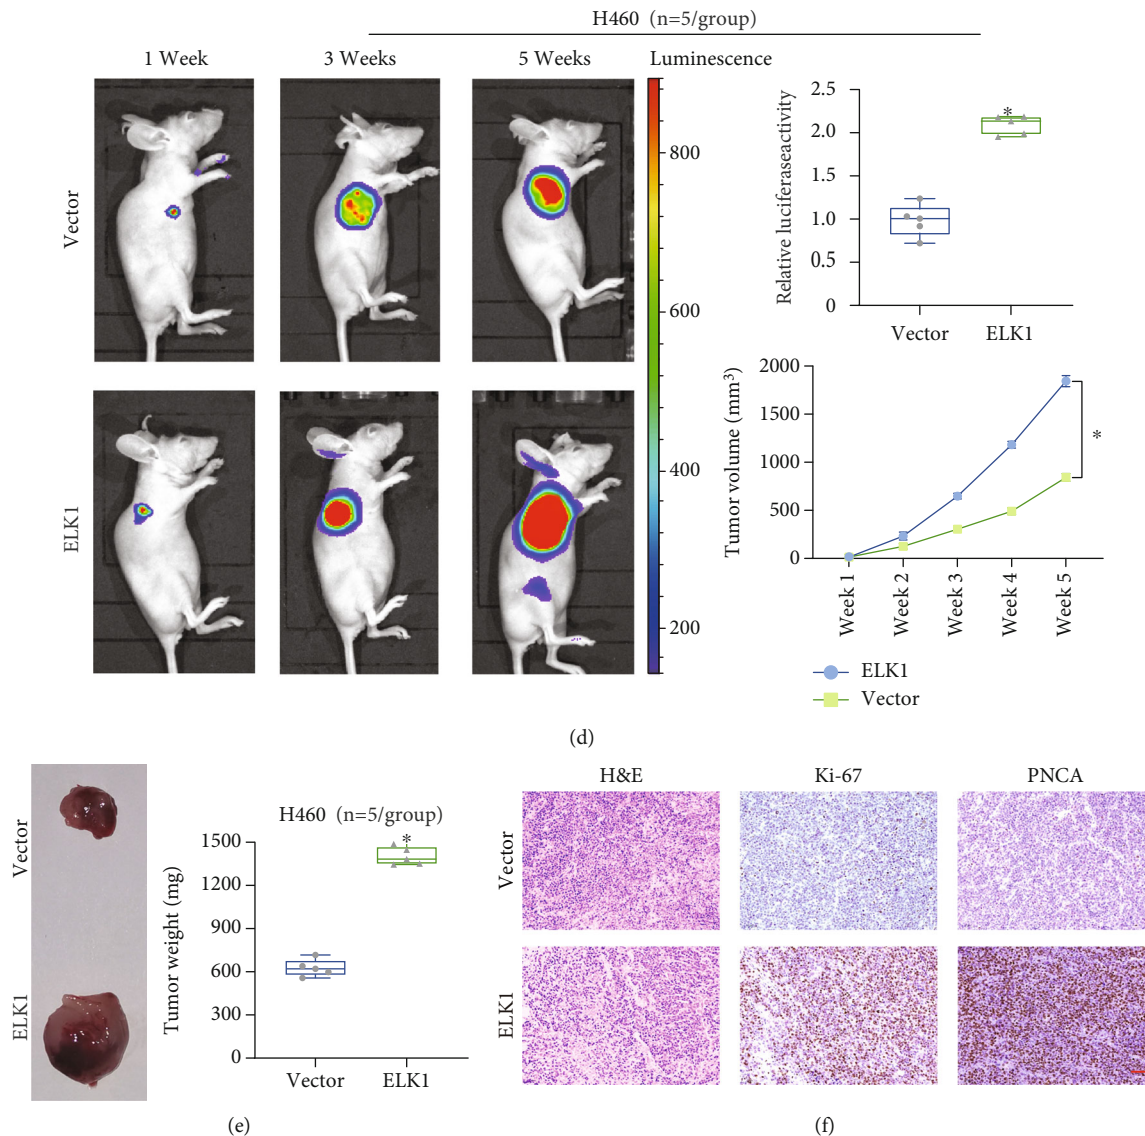 H460 (n=5/group)
1 Week
3 Weeks
5 Weeks
Luminescence
Vector
ELK1
800
600
400
200
Relative luciferaseactivity
2.5
2.0
1.5
1.0
0.5
0
*
Vector
ELK1
Tumor volume (mm³)
2000
1500
1000
500
0
*
Week 1
Week 2
Week 3
Week 4
Week 5
ELK1
Vector
(d)
Vector
ELK1
H460 (n=5/group)
Tumor weight (mg)
1500
1200
900
600
300
0
*
Vector
ELK1
(e)
H&E
Ki-67
PNCA
Vector
ELK1
(f)